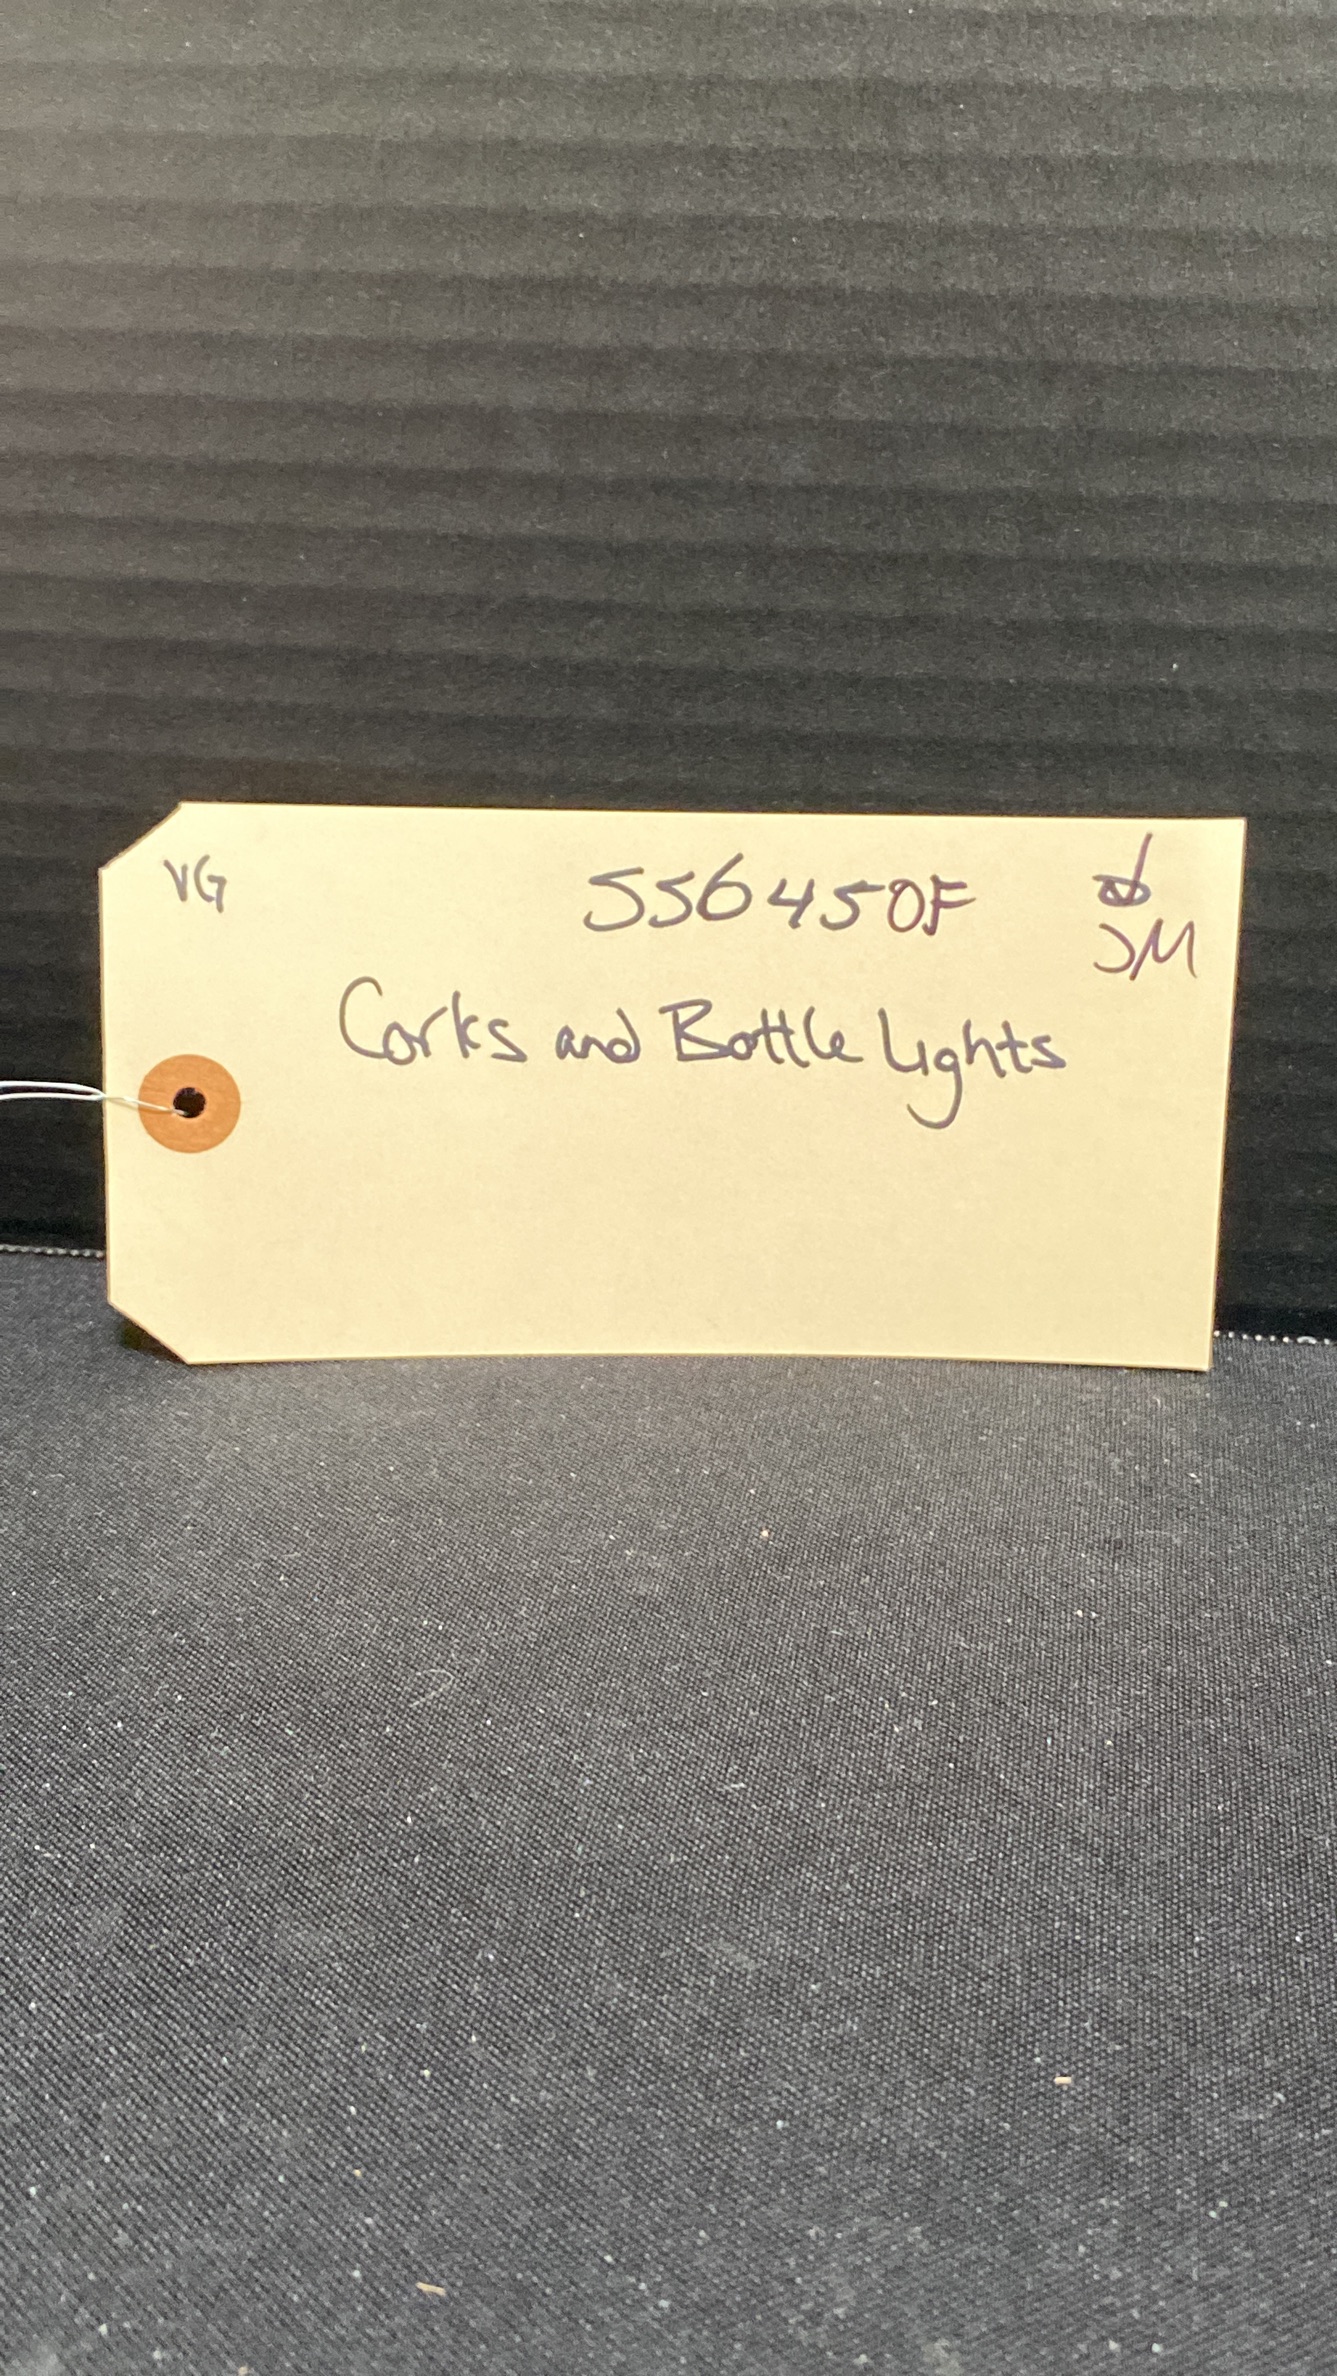 VG
556450F
JM
Corks and Bottle Lights